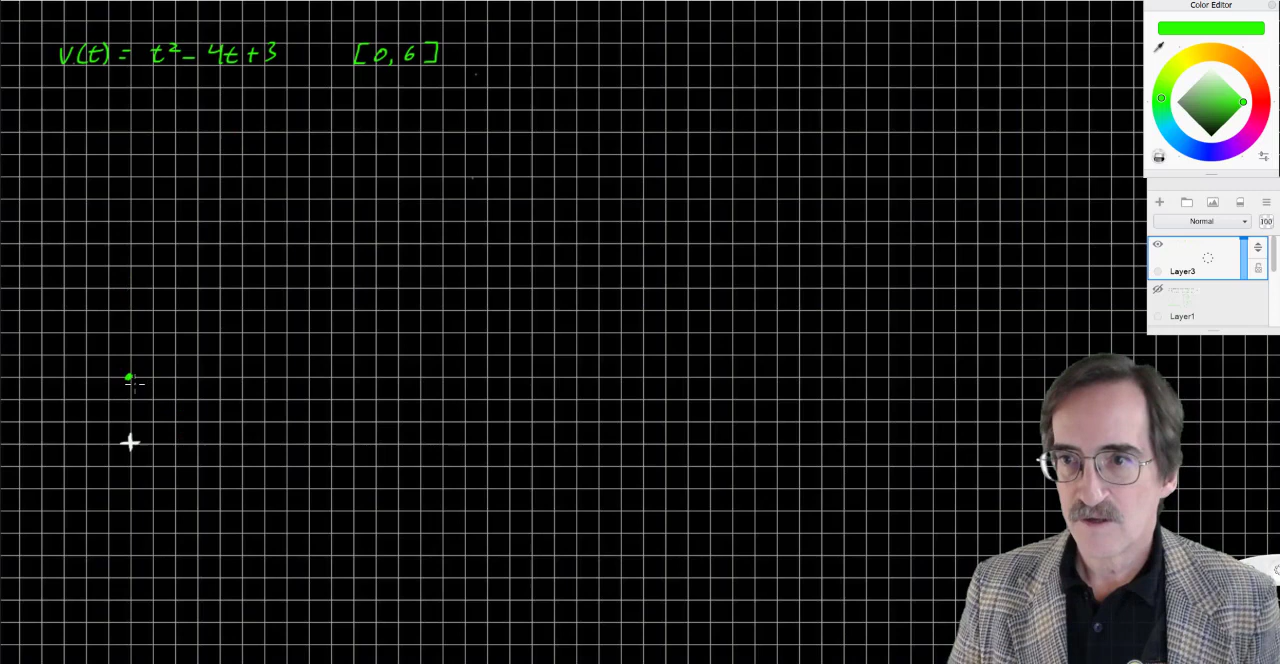 Color Editor
v(t) = t² - 4t + 3 [0, 6]
Normal
100
Layer3
Layer1